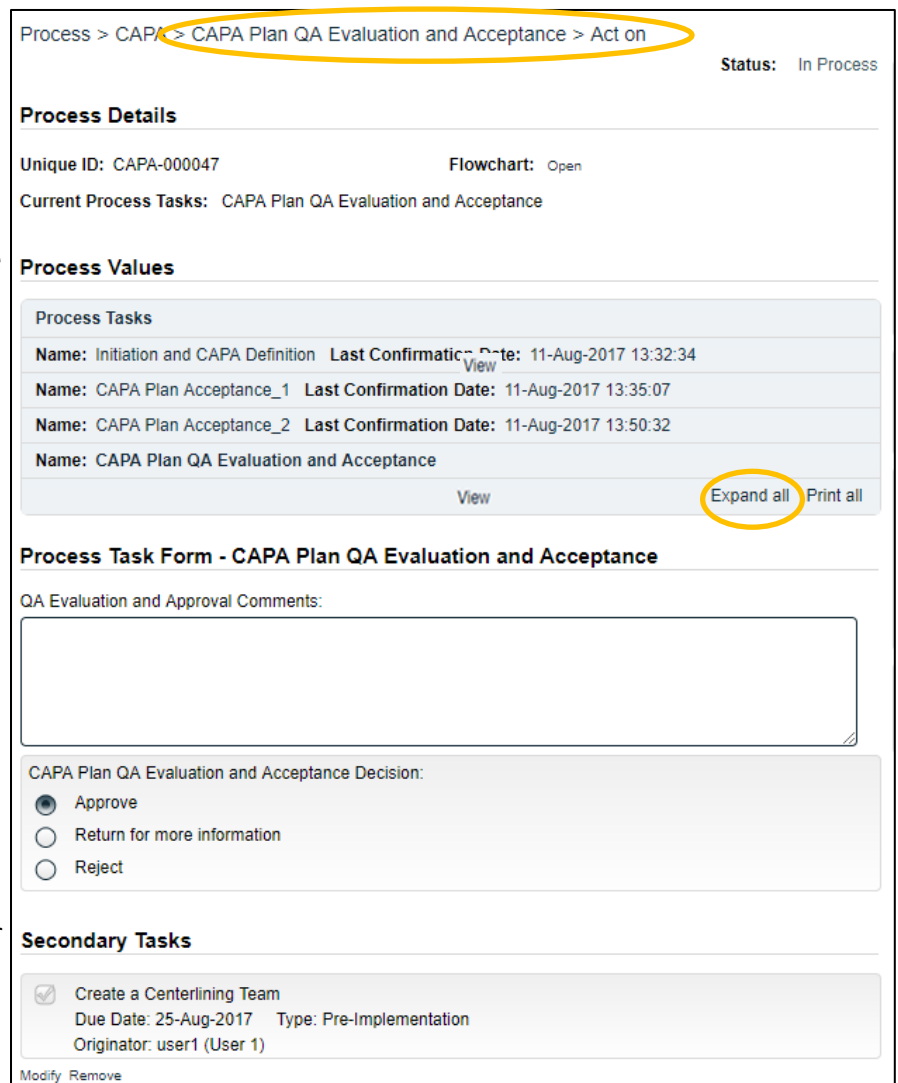 Process > CAPA > CAPA Plan QA Evaluation and Acceptance > Act on
Status: In Process
Process Details
Unique ID: CAPA-000047 Flowchart: Open
Current Process Tasks: CAPA Plan QA Evaluation and Acceptance
Process Values
Process Tasks
Name: Initiation and CAPA Definition Last Confirmation Date: 11-Aug-2017 13:32:34
View
Name: CAPA Plan Acceptance_1 Last Confirmation Date: 11-Aug-2017 13:35:07
Name: CAPA Plan Acceptance_2 Last Confirmation Date: 11-Aug-2017 13:50:32
Name: CAPA Plan QA Evaluation and Acceptance
View Expand all Print all
Process Task Form - CAPA Plan QA Evaluation and Acceptance
QA Evaluation and Approval Comments:
CAPA Plan QA Evaluation and Acceptance Decision:
Approve
Return for more information
Reject
Secondary Tasks
Create a Centerlining Team
Due Date: 25-Aug-2017 Type: Pre-Implementation
Originator: user1 (User 1)
Modify Remove